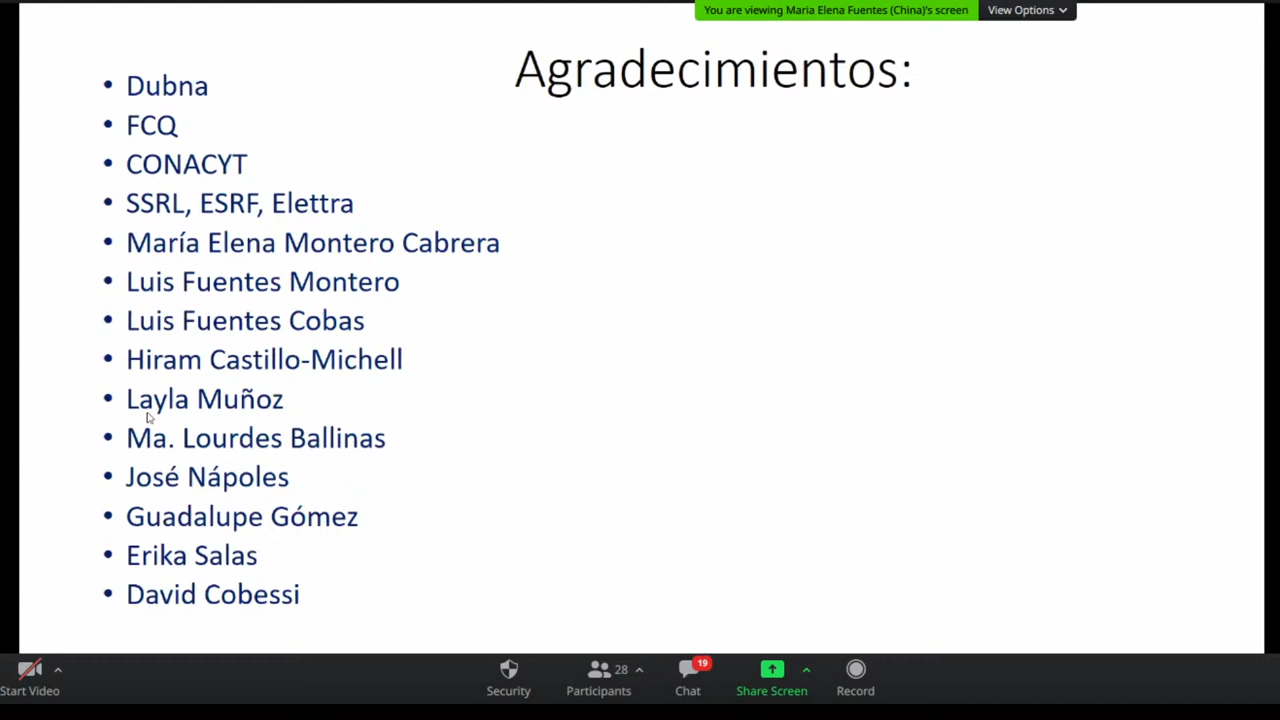 You are viewing Maria Elena Fuentes (China)'s screen View Options
Agradecimientos:
• Dubna
• FCQ
• CONACYT
• SSRL, ESRF, Elettra
• María Elena Montero Cabrera
• Luis Fuentes Montero
• Luis Fuentes Cobas
• Hiram Castillo-Michell
• Layla Muñoz
• Ma. Lourdes Ballinas
• José Nápoles
• Guadalupe Gómez
• Erika Salas
• David Cobessi
28 19
Start Video Security Participants Chat Share Screen Record